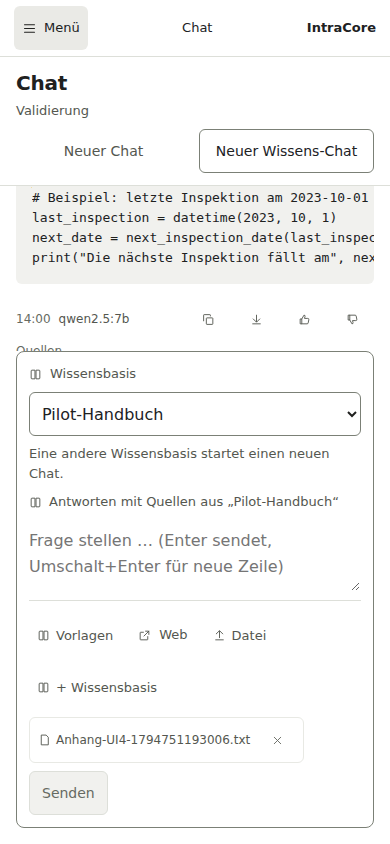 Menü
Chat
IntraCore
Chat
Validierung
Neuer Chat
Neuer Wissens-Chat
# Beispiel: letzte Inspektion am 2023-10-01
last_inspection = datetime(2023, 10, 1)
next_date = next_inspection_date(last_inspec
print("Die nächste Inspektion fällt am", nex
14:00 qwen2.5:7b
Quellen
Wissensbasis
Pilot-Handbuch
Eine andere Wissensbasis startet einen neuen
Chat.
Antworten mit Quellen aus „Pilot-Handbuch“
Frage stellen … (Enter sendet,
Umschalt+Enter für neue Zeile)
Vorlagen
Web
Datei
+ Wissensbasis
Anhang-UI4-1794751193006.txt
Senden